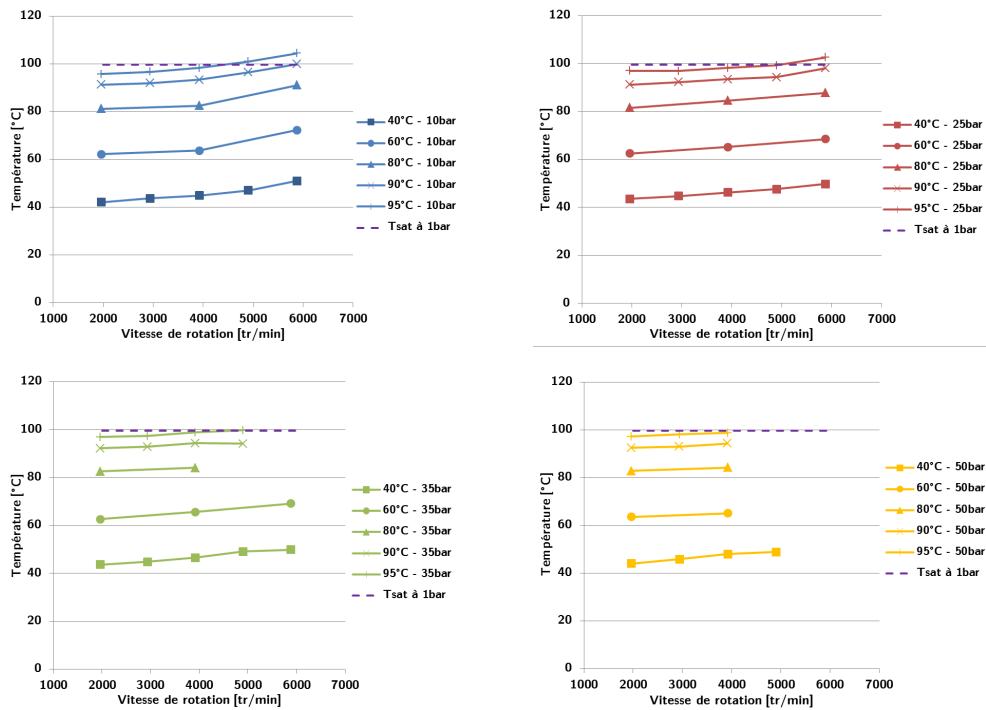 120
100
80
60
40
20
0
Température [°C]
1000 2000 3000 4000 5000 6000 7000
Vitesse de rotation [tr/min]
40°C - 10bar
60°C - 10bar
80°C - 10bar
90°C - 10bar
95°C - 10bar
Tsat à 1bar
120
100
80
60
40
20
0
Température [°C]
1000 2000 3000 4000 5000 6000 7000
Vitesse de rotation [tr/min]
40°C - 25bar
60°C - 25bar
80°C - 25bar
90°C - 25bar
95°C - 25bar
Tsat à 1bar
120
100
80
60
40
20
0
Température [°C]
1000 2000 3000 4000 5000 6000 7000
Vitesse de rotation [tr/min]
40°C - 35bar
60°C - 35bar
80°C - 35bar
90°C - 35bar
95°C - 35bar
Tsat à 1bar
120
100
80
60
40
20
0
Température [°C]
1000 2000 3000 4000 5000 6000 7000
Vitesse de rotation [tr/min]
40°C - 50bar
60°C - 50bar
80°C - 50bar
90°C - 50bar
95°C - 50bar
Tsat à 1bar